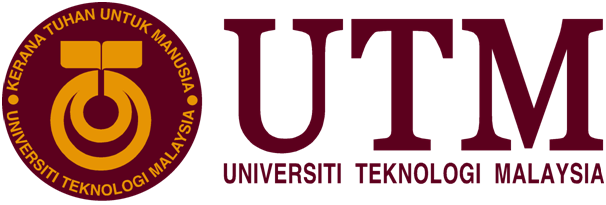 KERANA TUHAN UNTUK MANUSIA
UNIVERSITI TEKNOLOGI MALAYSIA
UTM
UNIVERSITI TEKNOLOGI MALAYSIA